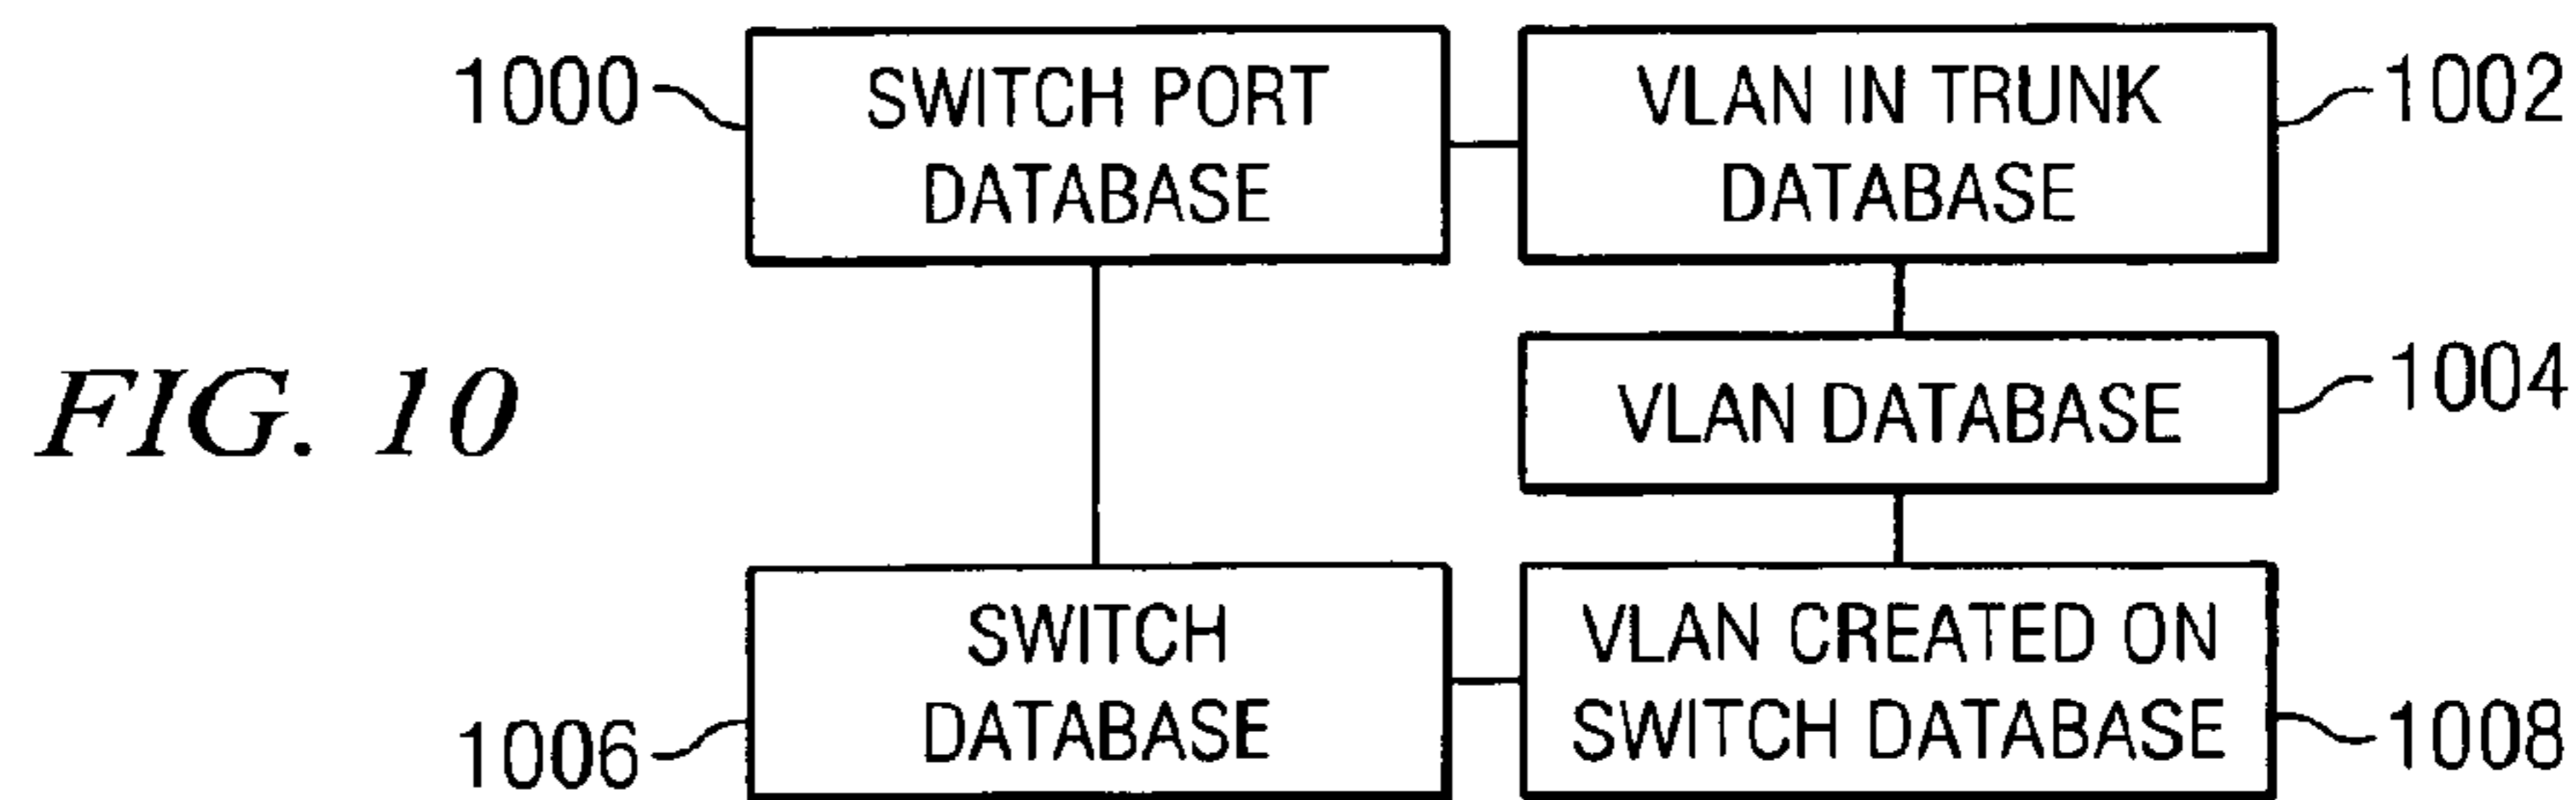 1000
SWITCH PORT
DATABASE
VLAN IN TRUNK
DATABASE
1002
FIG. 10
VLAN DATABASE
1004
1006
SWITCH
DATABASE
VLAN CREATED ON
SWITCH DATABASE
1008